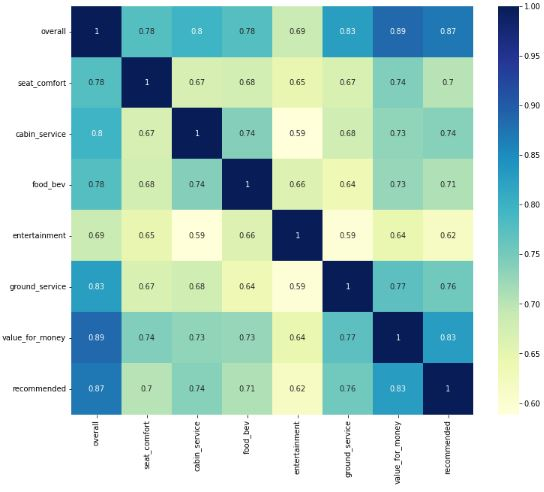 overall 1 0.78 0.8 0.78 0.69 0.83 0.89 0.87
seat_comfort 0.78 1 0.67 0.68 0.65 0.67 0.74 0.7
cabin_service 0.8 0.67 1 0.74 0.59 0.68 0.73 0.74
food_bev 0.78 0.68 0.74 1 0.66 0.64 0.73 0.71
entertainment 0.69 0.65 0.59 0.66 1 0.59 0.64 0.62
ground_service 0.83 0.67 0.68 0.64 0.59 1 0.77 0.76
value_for_money 0.89 0.74 0.73 0.73 0.64 0.77 1 0.83
recommended 0.87 0.7 0.74 0.71 0.62 0.76 0.83 1
overall
seat_comfort
cabin_service
food_bev
entertainment
ground_service
value_for_money
recommended
1.00
0.95
0.90
0.85
0.80
0.75
0.70
0.65
0.60